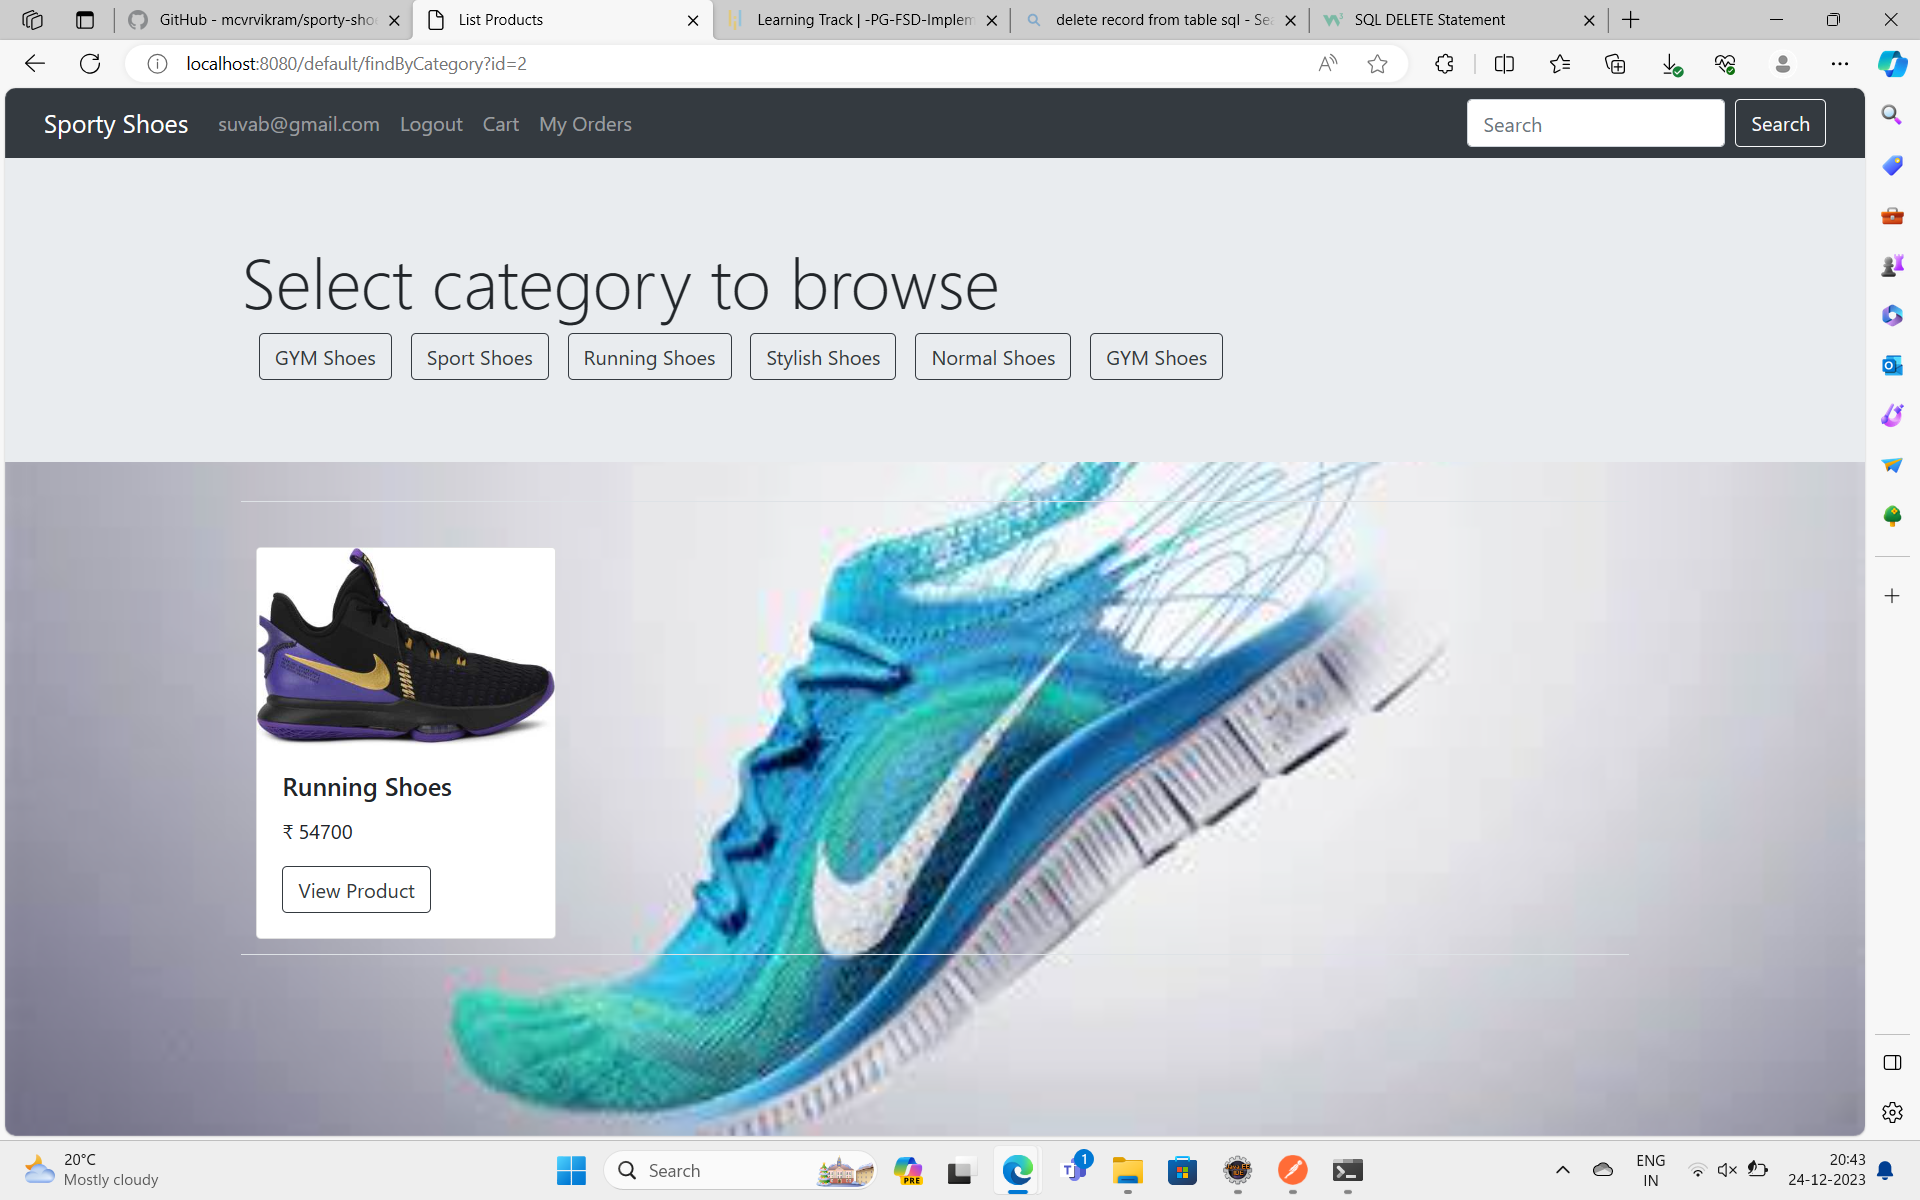 GitHub - mcvrvikram/sporty-sho
List Products
Learning Track | -PG-FSD-Implem
delete record from table sql - Sea
SQL DELETE Statement
localhost:8080/default/findByCategory?id=2
Sporty Shoes
suvab@gmail.com
Logout
Cart
My Orders
Search
Search
Select category to browse
GYM Shoes
Sport Shoes
Running Shoes
Stylish Shoes
Normal Shoes
GYM Shoes
Running Shoes
₹ 54700
View Product
20°C
Mostly cloudy
Search
PRE
1
ENG
IN
20:43
24-12-2023